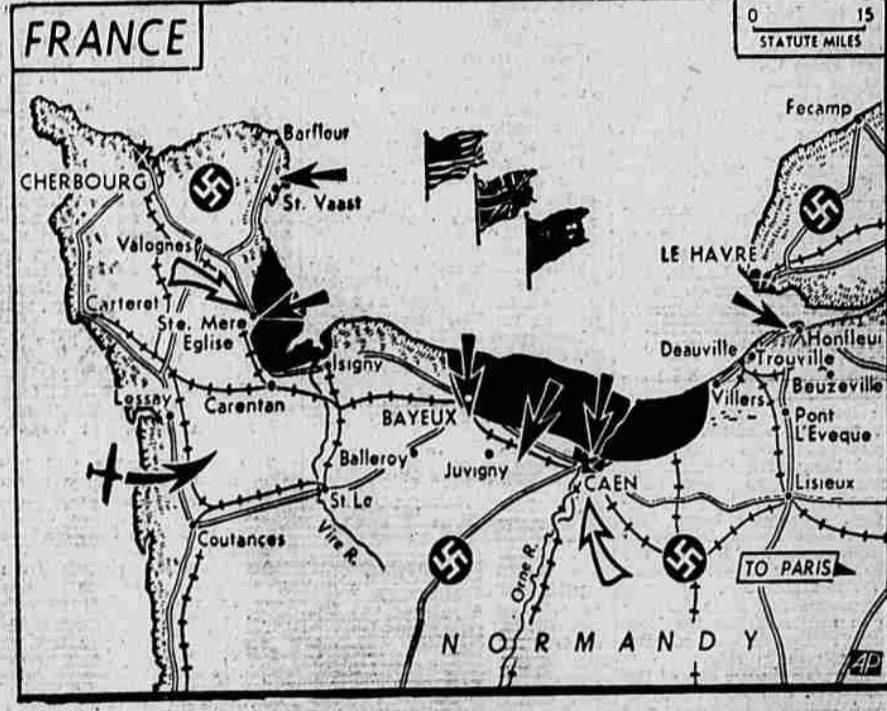 FRANCE
0 15
STATUTE MILES
Fecamp
Barfleur
CHERBOURG
St. Vaast
Valognes
LE HAVRE
Carteret
Ste. Mere
Eglise
Honfleur
Deauville
Trouville
Isigny
Beuzeville
Lessay
Carentan
Villers
BAYEUX
Pont
L'Eveque
Balleroy
Juvigny
CAEN
Lisieux
St. Lo
Vire R.
Coutances
Orne R.
TO PARIS
NORMANDY
AP